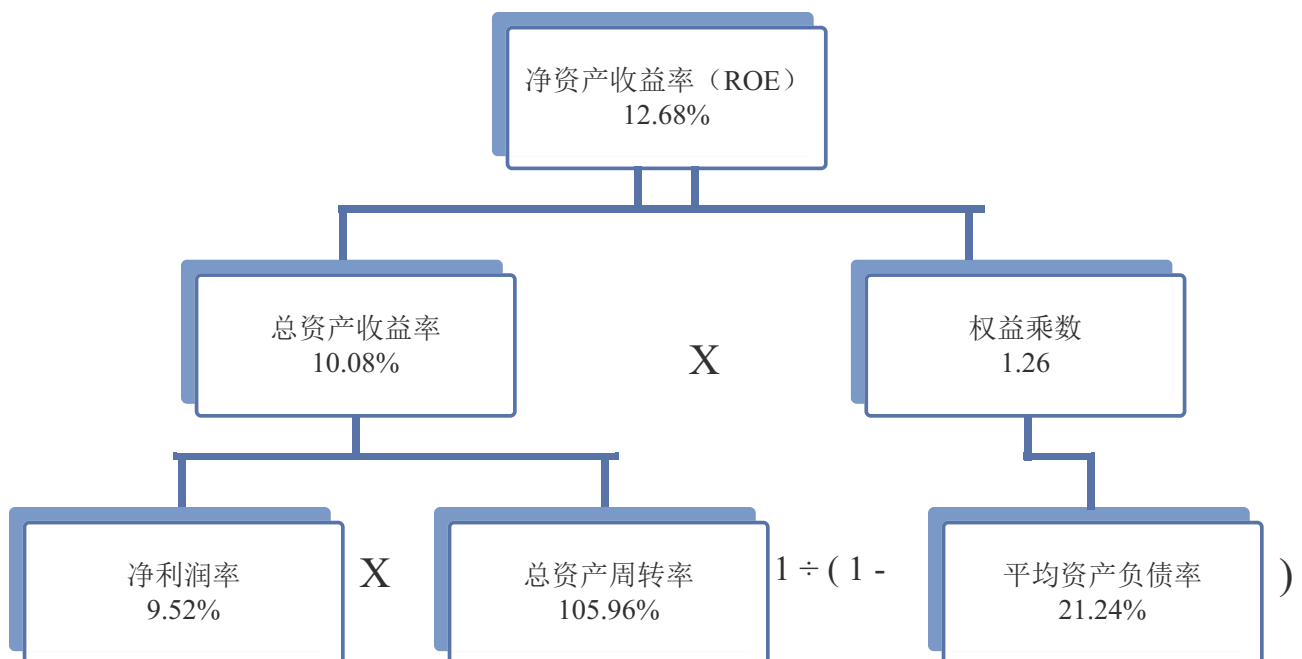 净资产收益率（ROE）
12.68%
总资产收益率
10.08%
X
权益乘数
1.26
净利润率
9.52%
X
总资产周转率
105.96%
1 ÷ ( 1 -
平均资产负债率
21.24%
)